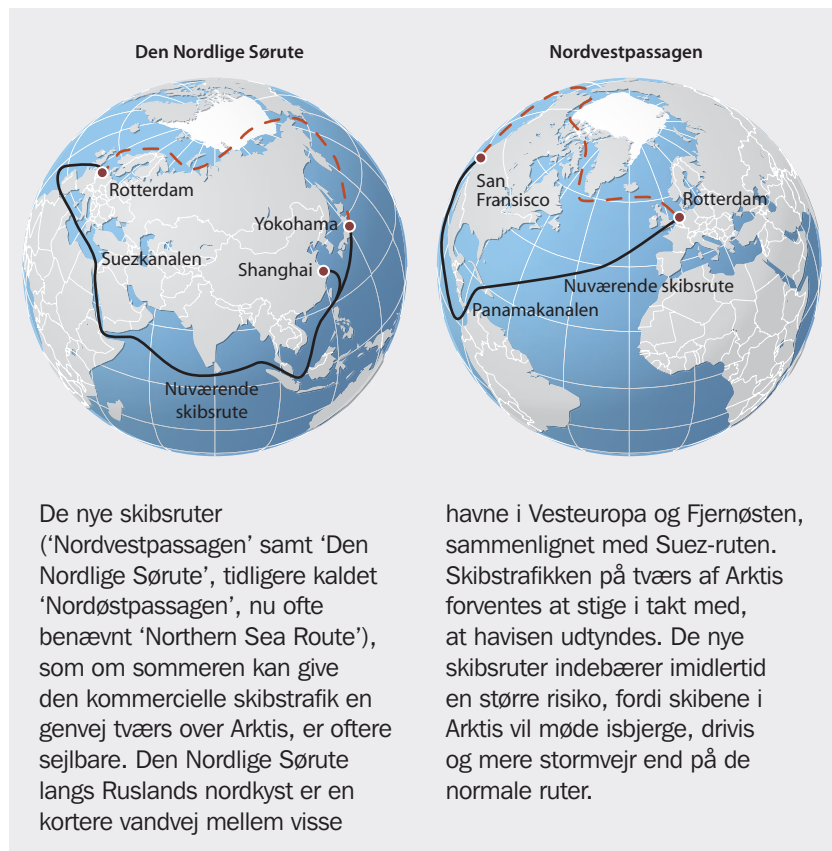 Den Nordlige Sørute
Rotterdam
Yokohama
Suezkanalen
Shanghai
Nuværende
skibsrute
Nordvestpassagen
San
Fransisco
Rotterdam
Nuværende skibsrute
Panamakanalen
De nye skibsruter
(‘Nordvestpassagen’ samt ‘Den
Nordlige Sørute’, tidligere kaldet
‘Nordøstpassagen’, nu ofte
benævnt ‘Northern Sea Route’),
som om sommeren kan give
den kommercielle skibstrafik en
genvej tværs over Arktis, er oftere
sejlbare. Den Nordlige Sørute
langs Ruslands nordkyst er en
kortere vandvej mellem visse
havne i Vesteuropa og Fjernøsten,
sammenlignet med Suez-ruten.
Skibstrafikken på tværs af Arktis
forventes at stige i takt med,
at havisen udtyndes. De nye
skibsruter indebærer imidlertid
en større risiko, fordi skibene i
Arktis vil møde isbjerge, drivis
og mere stormvejr end på de
normale ruter.